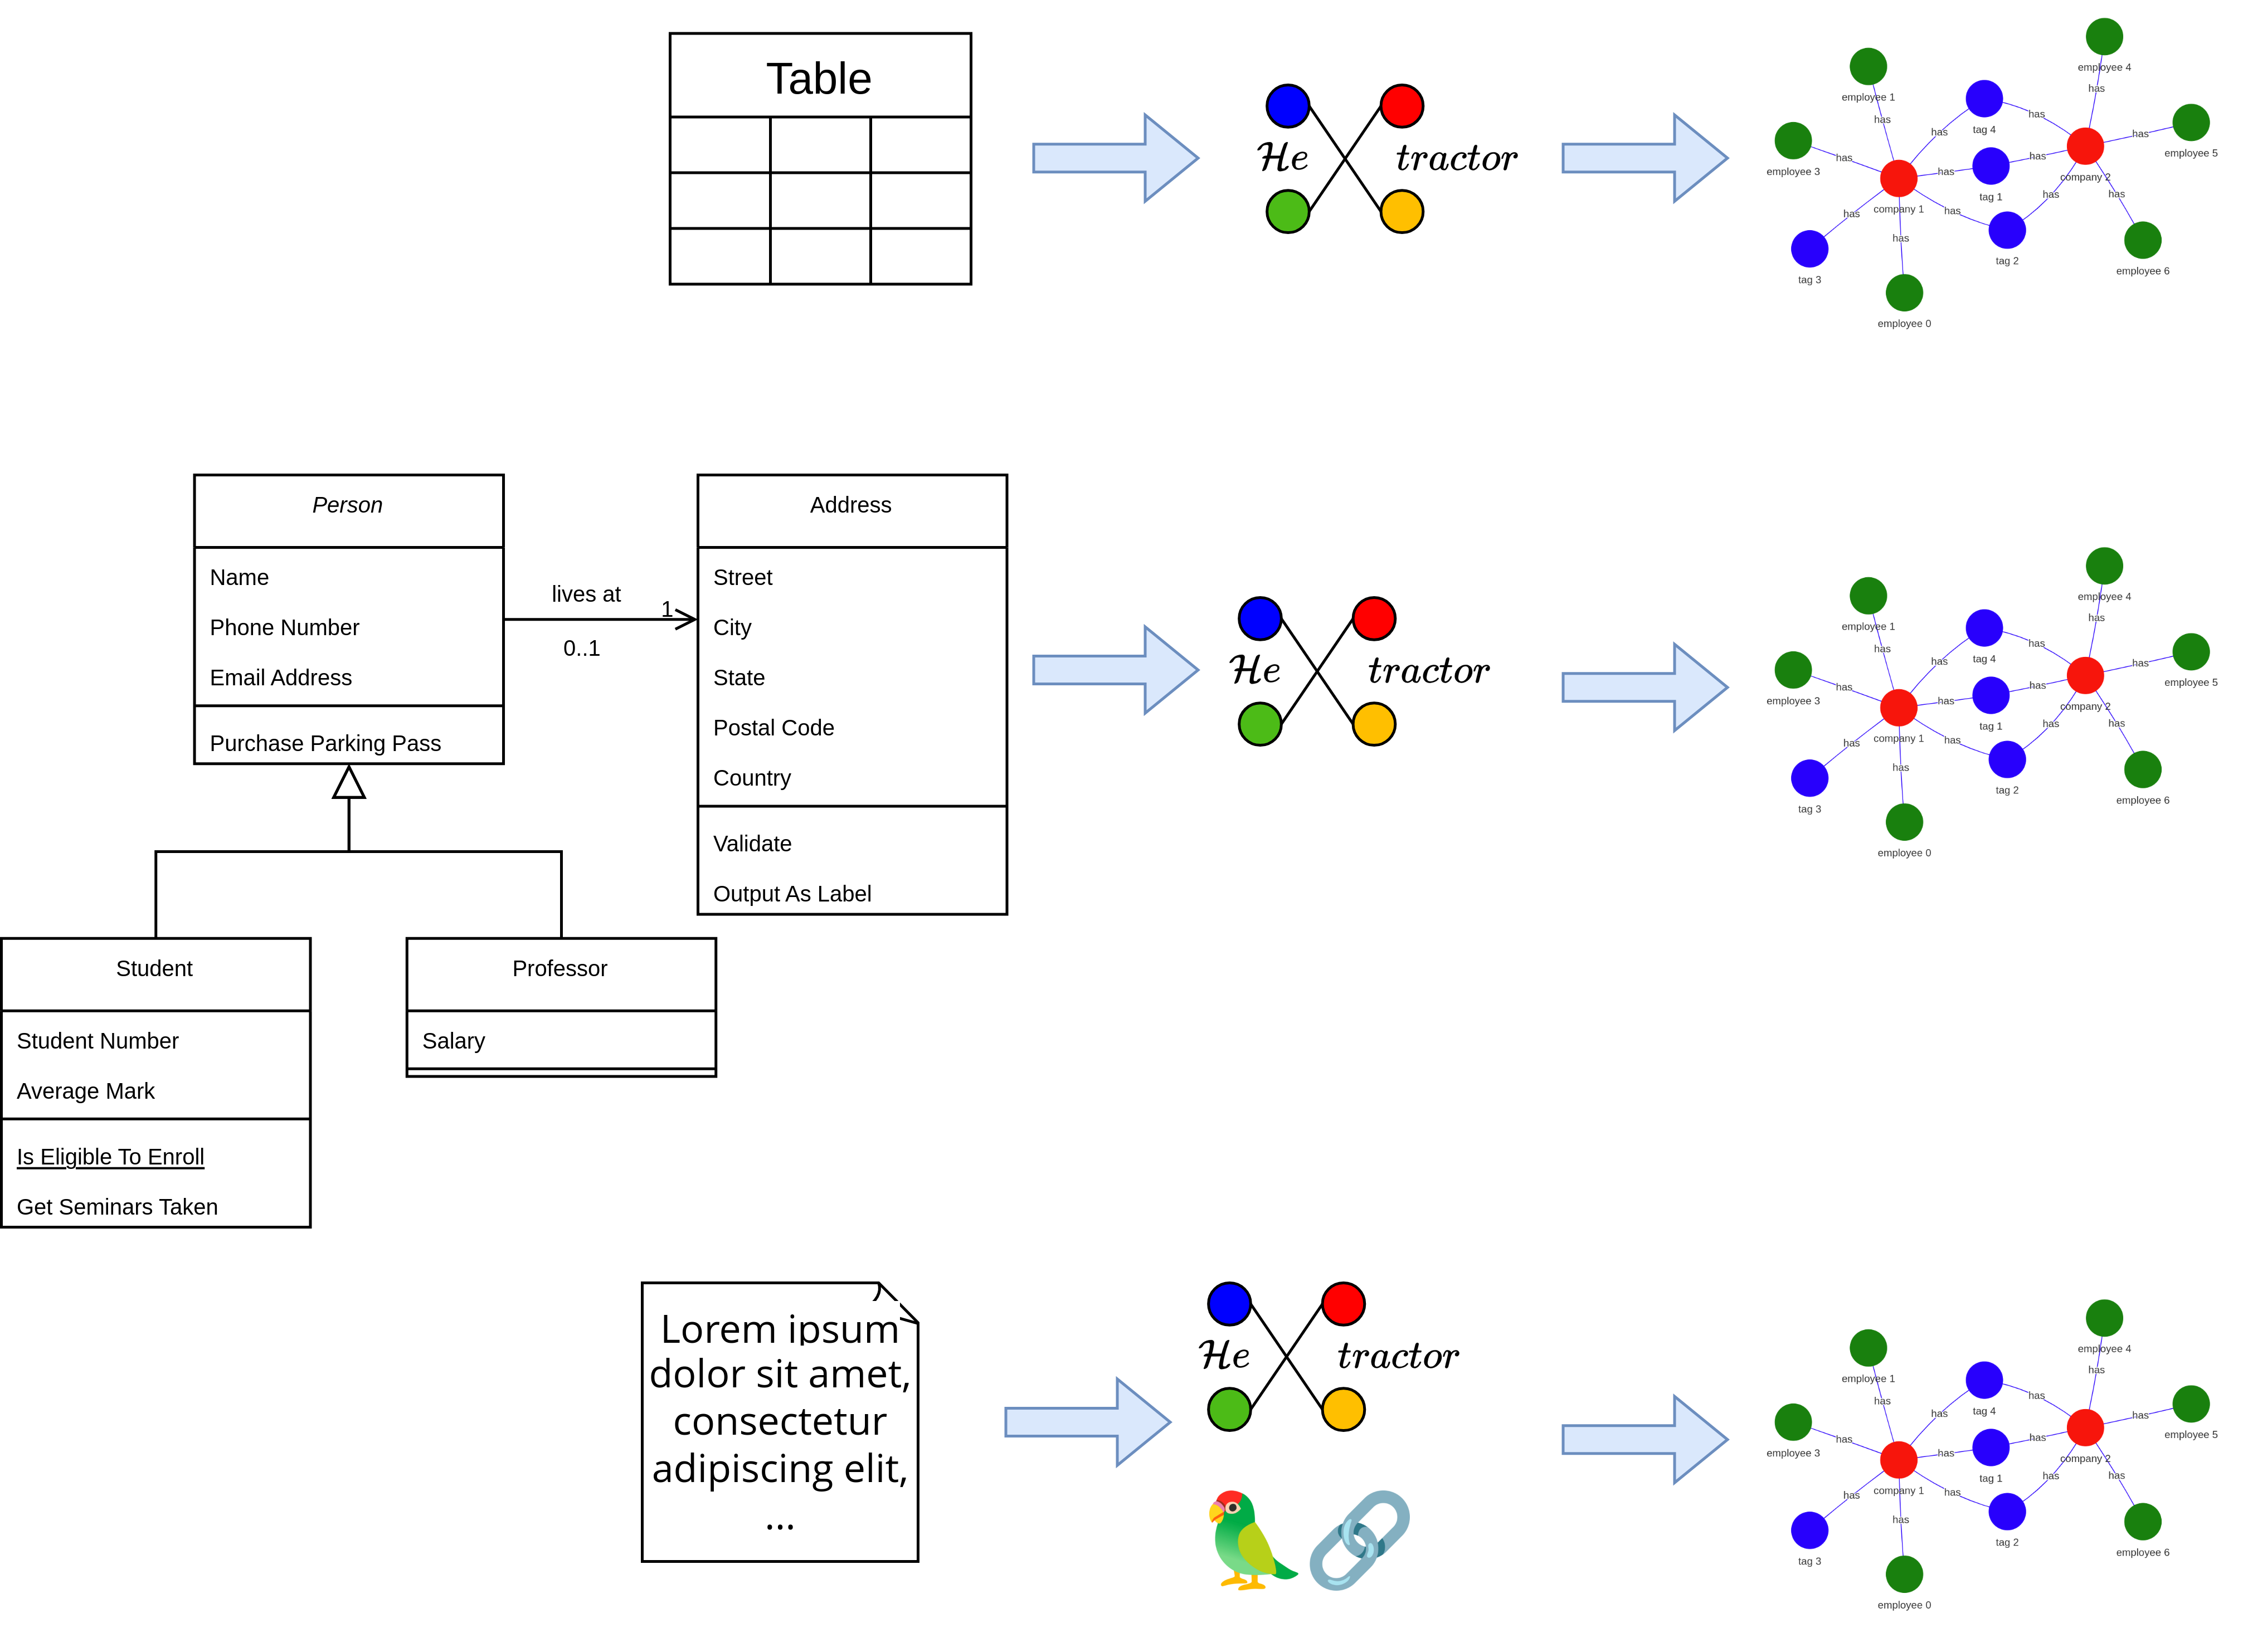 Table
He tractor
employee 4
employee 1
has
has
tag 4
has
has
employee 3
has
has
employee 5
has
has
company 2
tag 1
has
has
has
company 1
has
has
has
tag 2
employee 6
tag 3
employee 0
Person
Name
Phone Number
Email Address
Purchase Parking Pass
lives at
1
0..1
Address
Street
City
State
Postal Code
Country
Validate
Output As Label
Student
Student Number
Average Mark
Is Eligible To Enroll
Get Seminars Taken
Professor
Salary
He tractor
employee 4
employee 1
has
has
tag 4
has
has
employee 3
has
has
employee 5
has
has
company 2
tag 1
has
has
has
company 1
has
has
has
tag 2
employee 6
tag 3
employee 0
Lorem ipsum
dolor sit amet,
consectetur
adipiscing elit,
...
He tractor
employee 4
employee 1
has
has
tag 4
has
has
employee 3
has
has
employee 5
has
has
company 2
tag 1
has
has
has
company 1
has
has
has
tag 2
employee 6
tag 3
employee 0